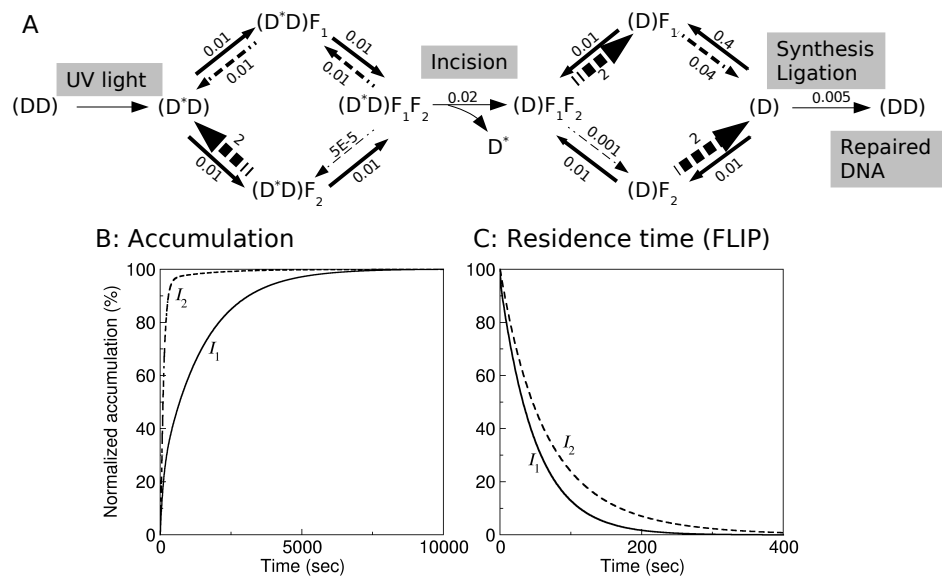 A
UV light
Incision
Synthesis
Ligation
Repaired
DNA
(DD)
(D*D)
(D*D)F₁
(D*D)F₂
(D*D)F₁F₂
D*
(D)F₁F₂
(D)F₁
(D)F₂
(D)
(DD)
0.01
0.01
0.01
0.01
2
0.01
5E-5
0.01
0.02
0.01
2
0.4
0.04
0.001
0.01
2
0.01
0.005
B: Accumulation
Normalized accumulation (%)
100
80
60
40
20
0
I₂
I₁
0
5000
10000
Time (sec)
C: Residence time (FLIP)
100
80
60
40
20
0
I₂
I₁
0
200
400
Time (sec)